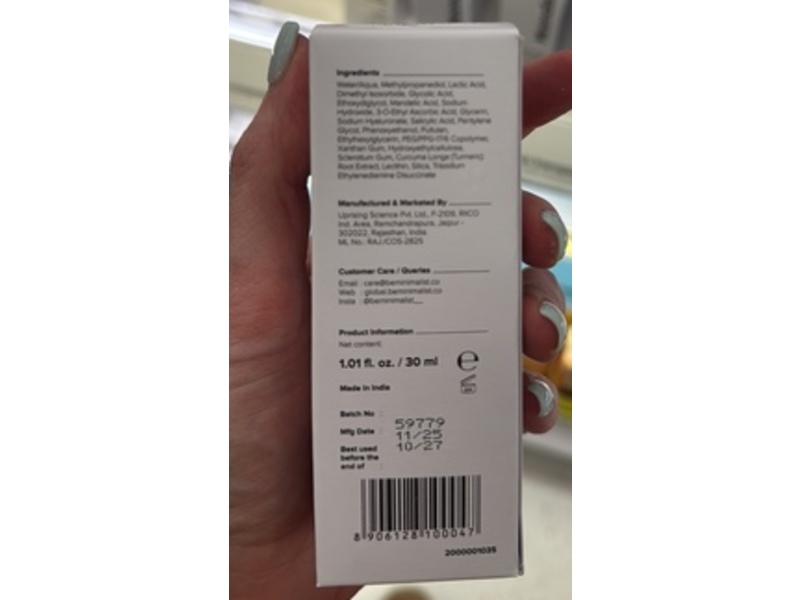 Ingredients
Water/Aqua, Methylpropanediol, Lactic Acid,
Dimethyl Isosorbide, Glycolic Acid,
Ethoxydiglycol, Mandelic Acid, Sodium
Hydroxide, 3-O-Ethyl Ascorbic Acid, Glycerin,
Sodium Hyaluronate, Salicylic Acid, Pentylene
Glycol, Phenoxyethanol, Pullulan,
Ethylhexylglycerin, PEG/PPG-17/6 Copolymer,
Xanthan Gum, Hydroxyethylcellulose,
Sclerotium Gum, Curcuma Longa (Turmeric)
Root Extract, Lecithin, Silica, Trisodium
Ethylenediamine Disuccinate
Manufactured & Marketed By
Uprising Science Pvt. Ltd., F-2109, RIICO
Ind. Area, Ramchandrapura, Jaipur -
302022, Rajasthan, India.
ML No.: RAJ/COS-2825
Customer Care / Queries
Email : care@beminimalist.co
Web : global.beminimalist.co
Insta : @beminimalist__
Product Information
Net content:
1.01 fl. oz. / 30 ml ℮
Made in India
Batch No : 59779
Mfg Date : 11/25
Best used 10/27
before the
end of :
8 906128 100047
2000001035